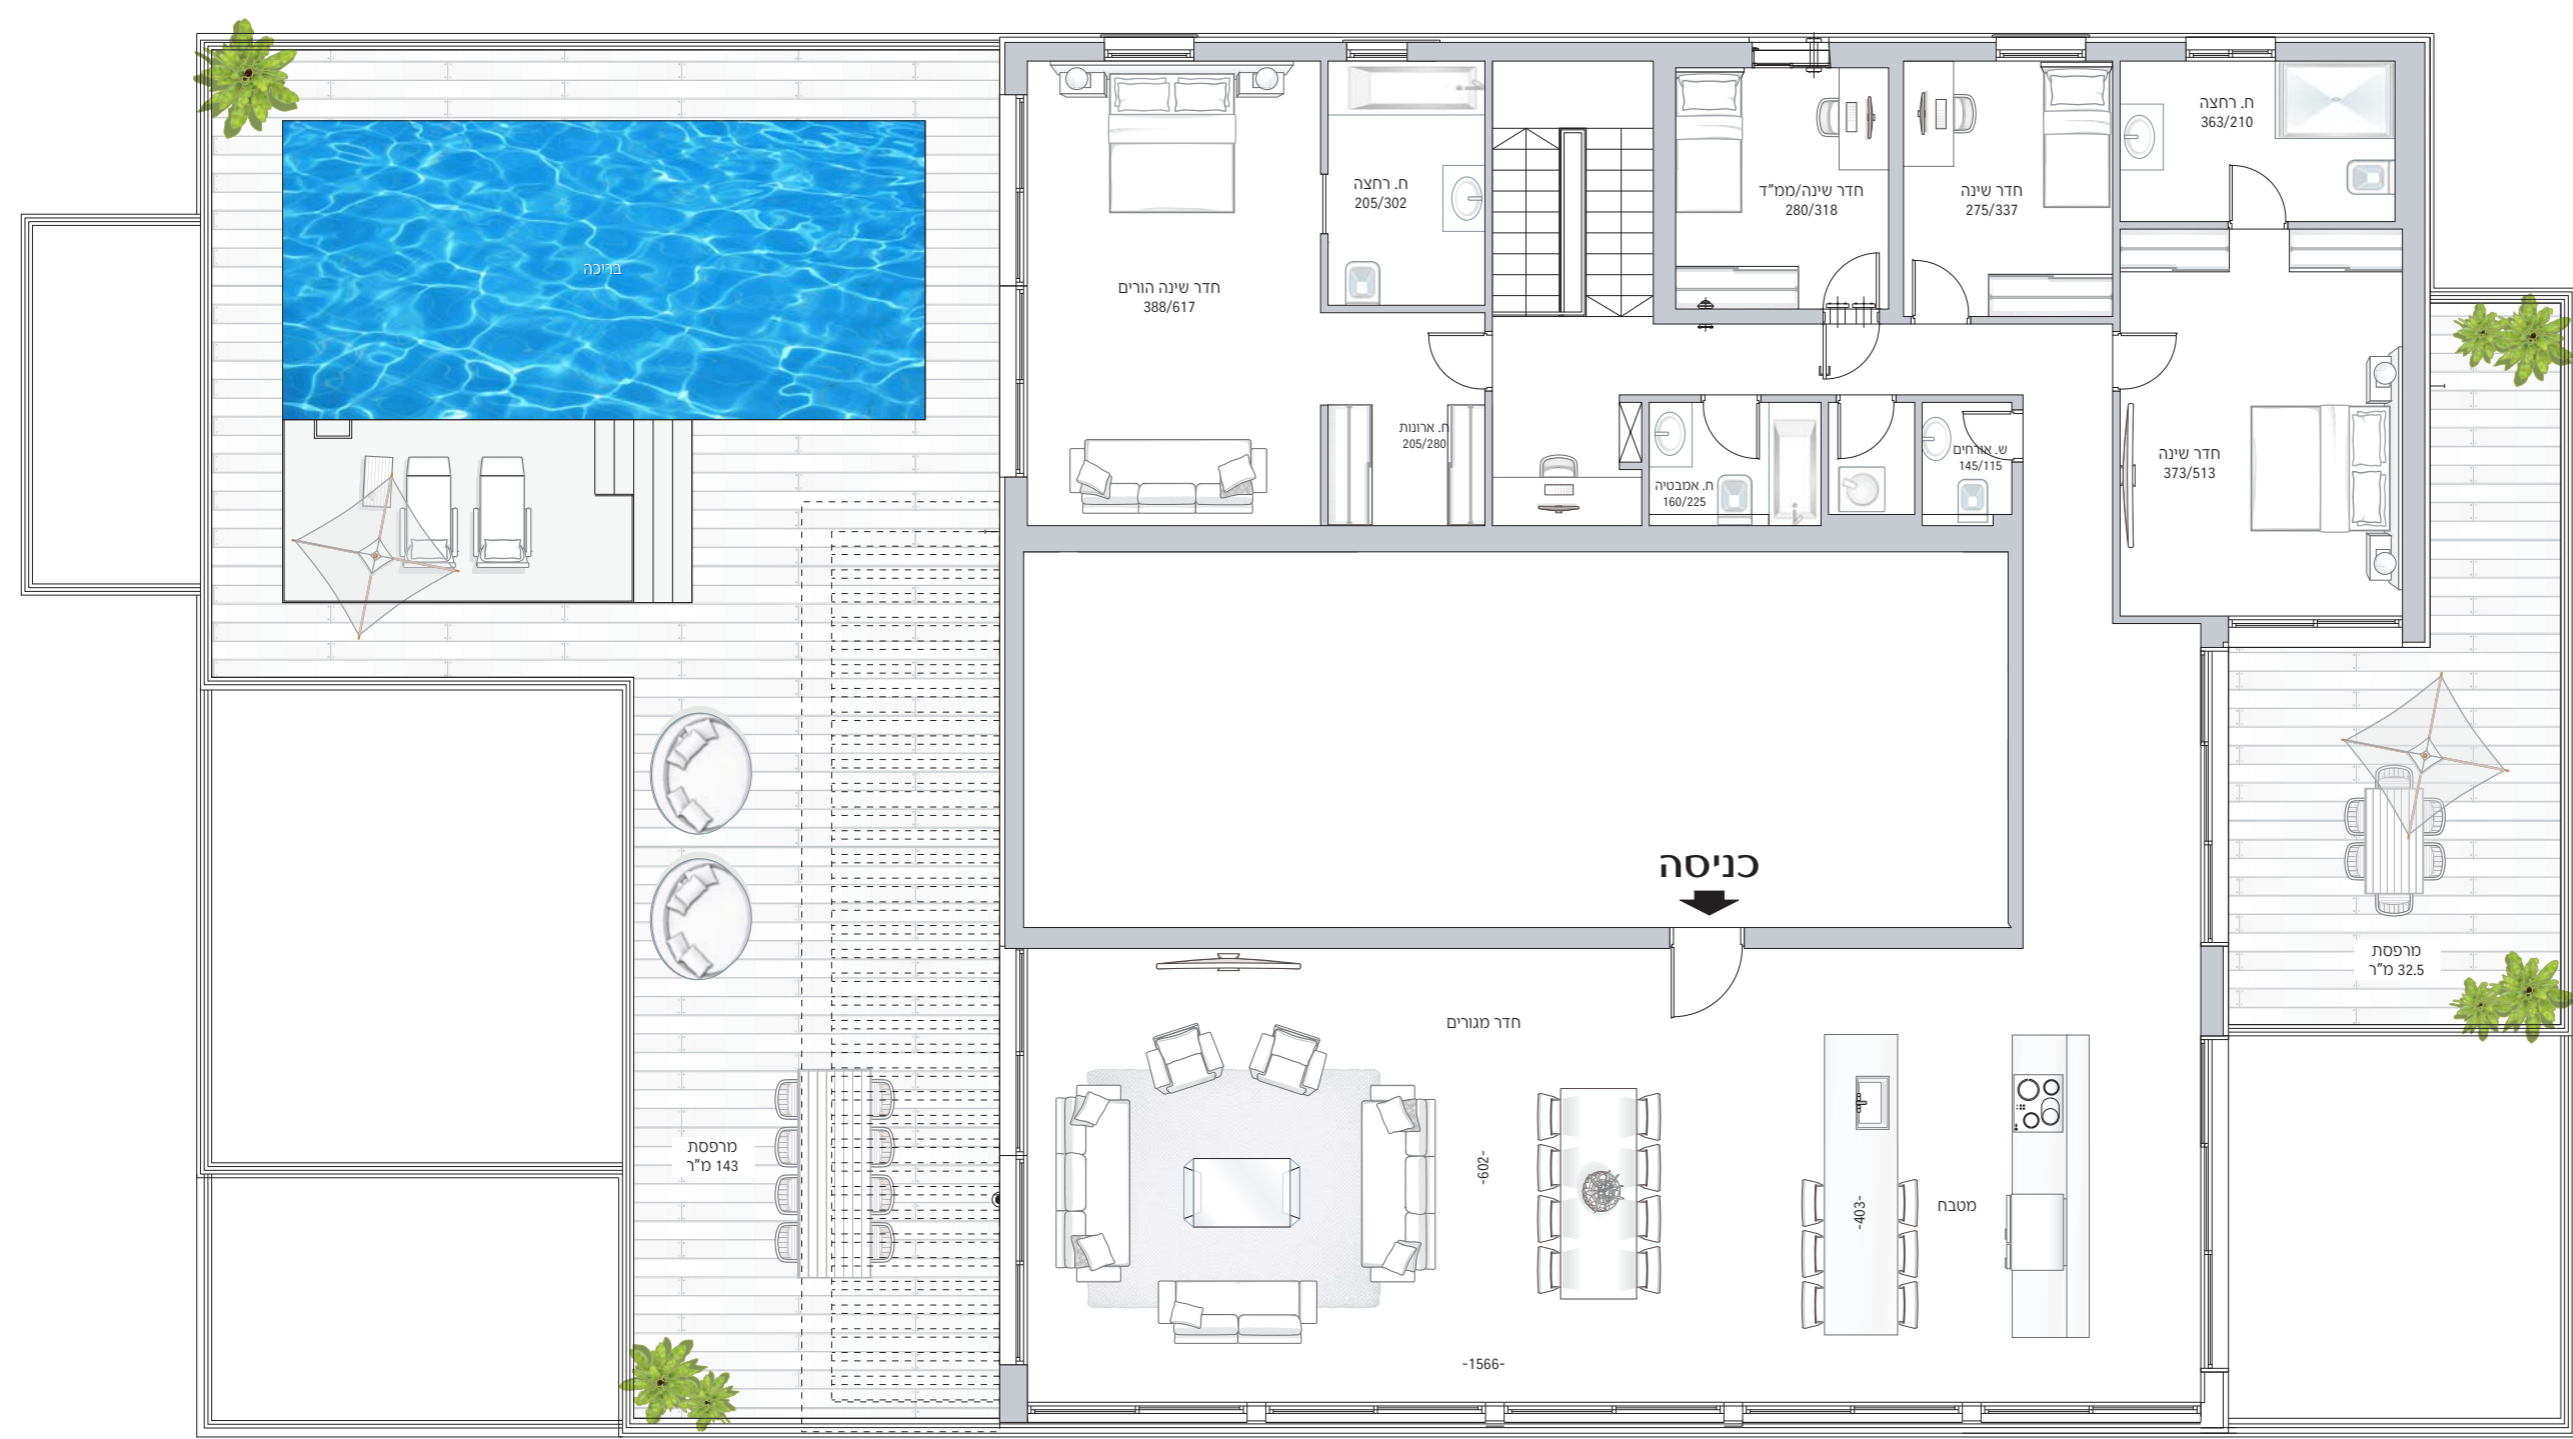 ח. רחצה
363/210
חדר שינה
275/337
חדר שינה/ממ"ד
280/318
ח. רחצה
205/302
חדר שינה הורים
388/617
בריכה
ח. ארונות
205/280
ח. אמבטיה
160/225
ש. אורחים
145/115
חדר שינה
373/513
כניסה
מרפסת
32.5 מ"ר
חדר מגורים
-602-
מטבח
-403-
מרפסת
143 מ"ר
-1566-